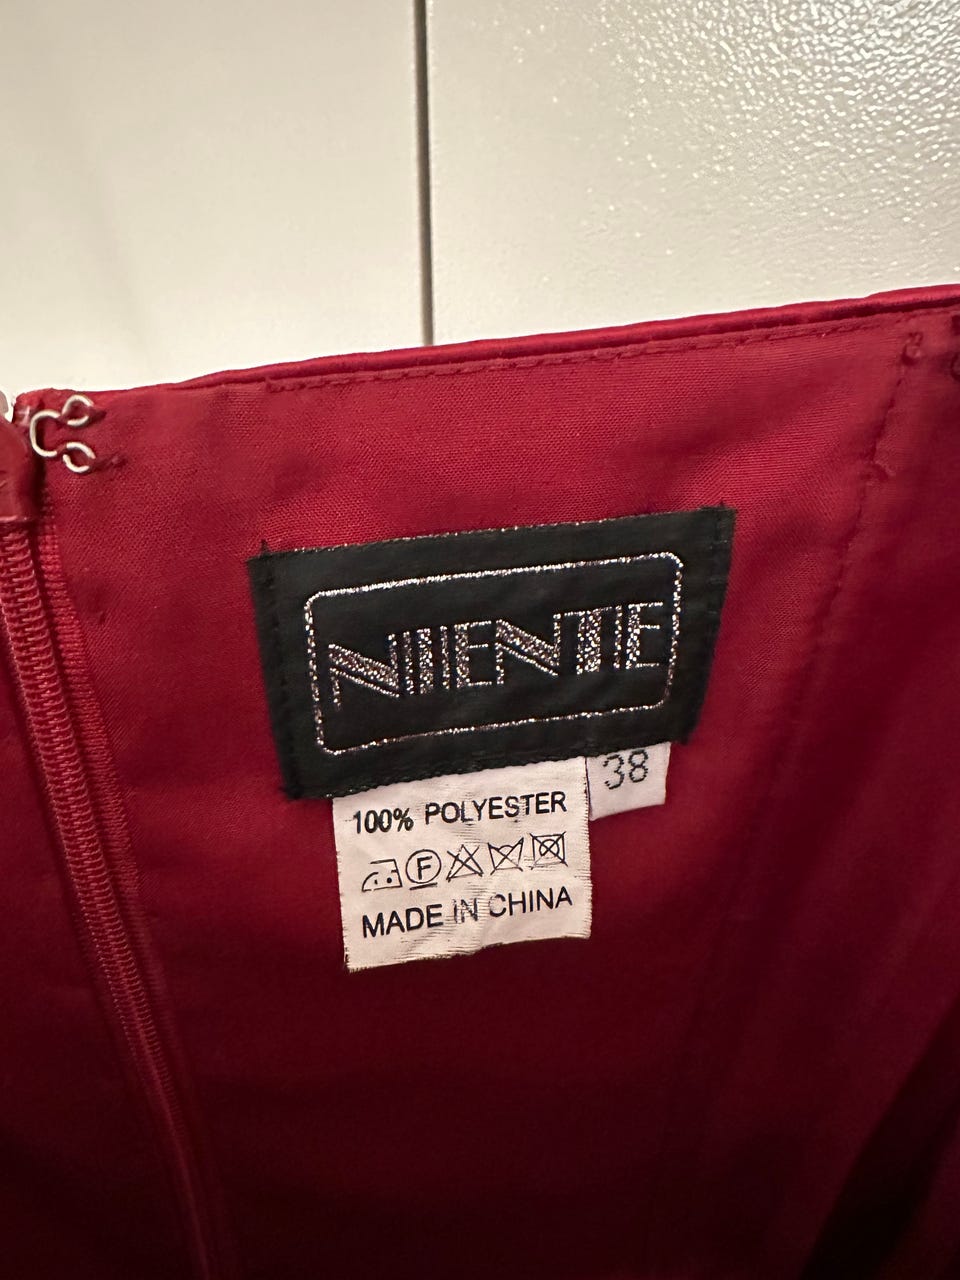 NIENTE
38
100% POLYESTER
F
MADE IN CHINA